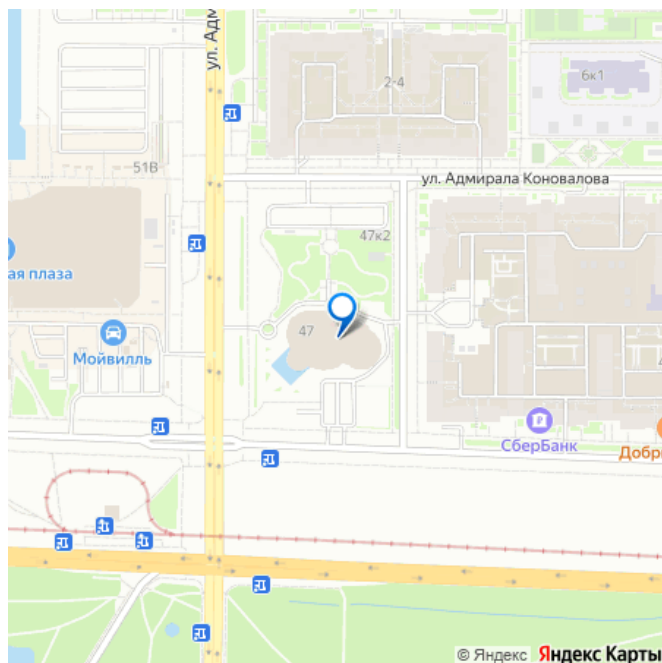 ул. Адм
2-4
6к1
51В
ул. Адмирала Коновалова
47к2
ая плаза
47
Мойвилль
4
СберБанк
Добр
© Яндекс Яндекс Карты